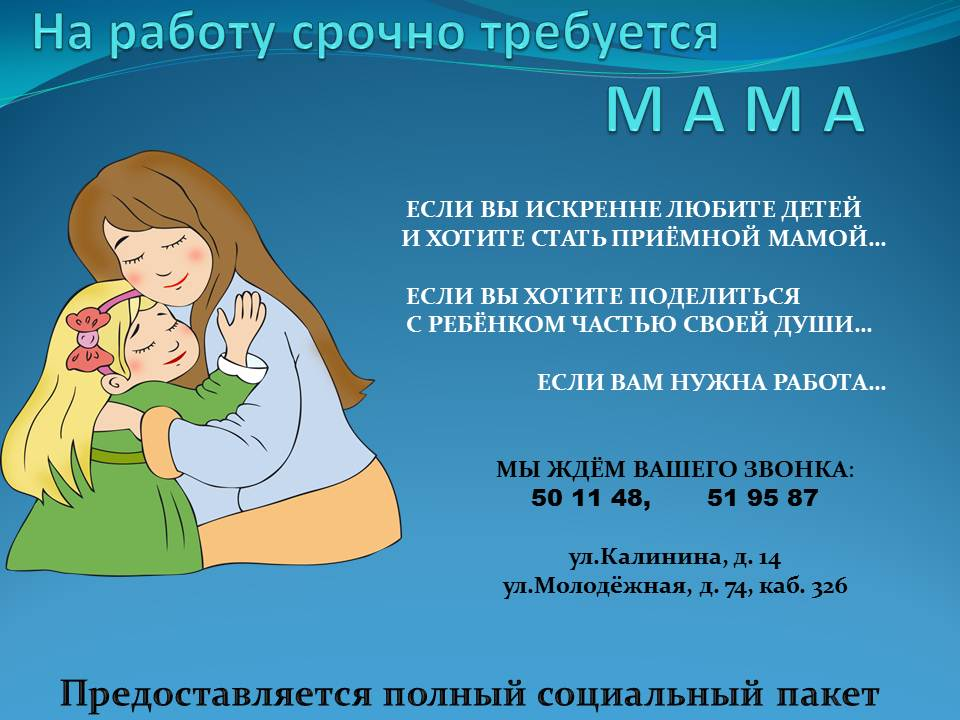 На работу срочно требуется
М А М А
ЕСЛИ ВЫ ИСКРЕННЕ ЛЮБИТЕ ДЕТЕЙ
И ХОТИТЕ СТАТЬ ПРИЁМНОЙ МАМОЙ...
ЕСЛИ ВЫ ХОТИТЕ ПОДЕЛИТЬСЯ
С РЕБЁНКОМ ЧАСТЬЮ СВОЕЙ ДУШИ...
ЕСЛИ ВАМ НУЖНА РАБОТА...
МЫ ЖДЁМ ВАШЕГО ЗВОНКА:
50 11 48, 51 95 87
ул.Калинина, д. 14
ул.Молодёжная, д. 74, каб. 326
Предоставляется полный социальный пакет